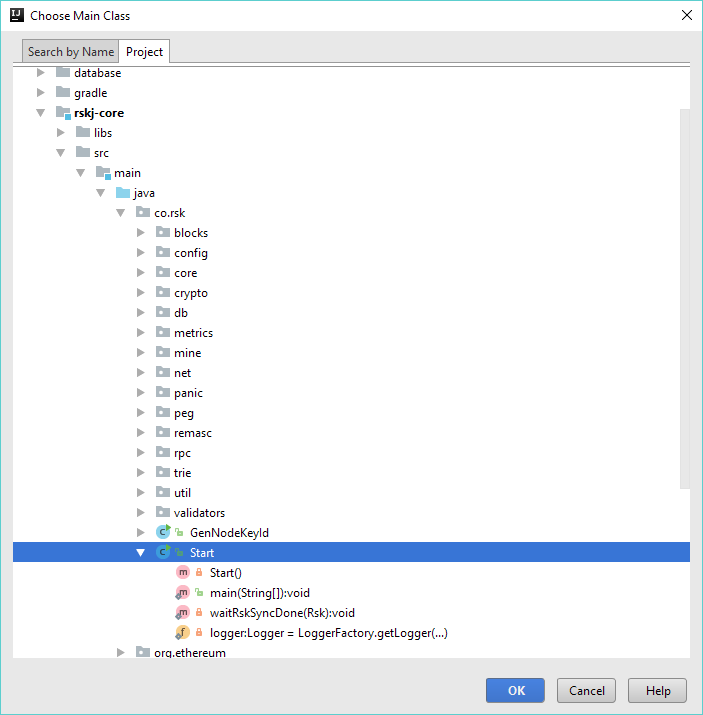 IJ Choose Main Class
Search by Name Project
database
gradle
rskj-core
libs
src
main
java
co.rsk
blocks
config
core
crypto
db
metrics
mine
net
panic
peg
remasc
rpc
trie
util
validators
C GenNodeKeyId
C Start
m Start()
m main(String[]):void
m waitRskSyncDone(Rsk):void
f logger:Logger = LoggerFactory.getLogger(...)
org.ethereum
OK Cancel Help